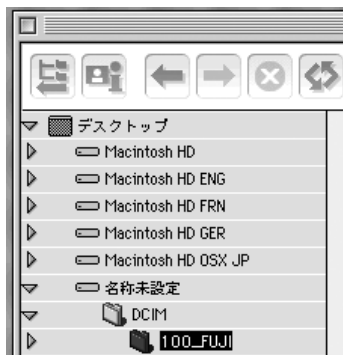 デスクトップ
Macintosh HD
Macintosh HD ENG
Macintosh HD FRN
Macintosh HD GER
Macintosh HD OSX JP
名称未設定
DCIM
100_FUJI